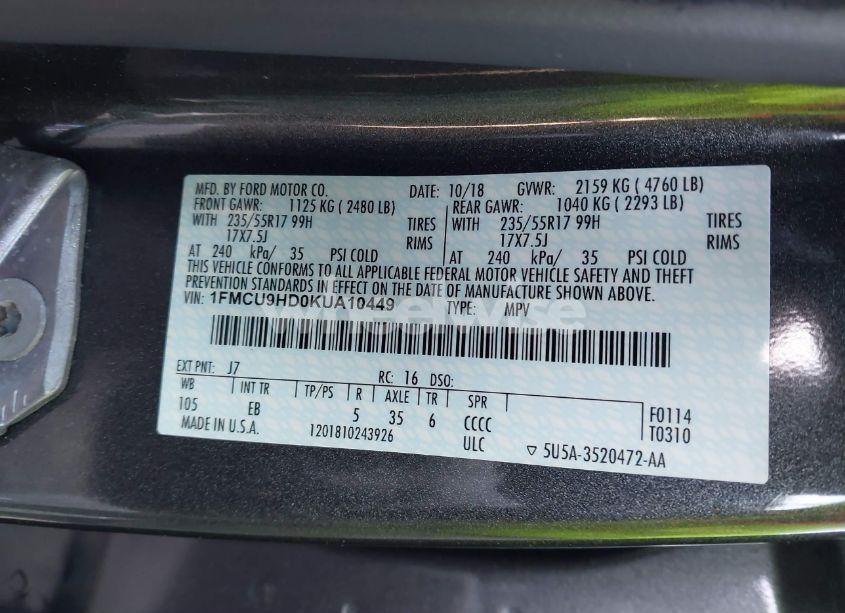 MFD. BY FORD MOTOR CO. DATE: 10/18 GVWR: 2159 KG ( 4760 LB)
FRONT GAWR: 1125 KG ( 2480 LB) REAR GAWR: 1040 KG ( 2293 LB)
WITH 235/55R17 99H TIRES WITH 235/55R17 99H TIRES
17X7.5J RIMS 17X7.5J RIMS
AT 240 kPa/ 35 PSI COLD AT 240 kPa/ 35 PSI COLD
THIS VEHICLE CONFORMS TO ALL APPLICABLE FEDERAL MOTOR VEHICLE SAFETY AND THEFT
PREVENTION STANDARDS IN EFFECT ON THE DATE OF MANUFACTURE SHOWN ABOVE.
VIN: 1FMCU9HD0KUA10449 TYPE: MPV
wheelwise
EXT PNT: J7 RC: 16 DSO:
WB INT TR TP/PS R AXLE TR SPR
105 EB 5 35 6 CCCC F0114
MADE IN U.S.A. 1201810243926 ULC T0310
5U5A-3520472-AA